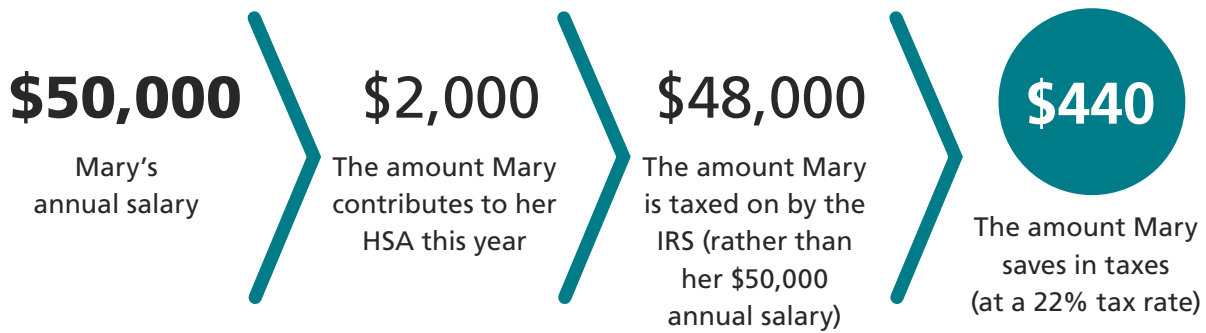 $50,000
Mary’s
annual salary
$2,000
The amount Mary
contributes to her
HSA this year
$48,000
The amount Mary
is taxed on by the
IRS (rather than
her $50,000
annual salary)
$440
The amount Mary
saves in taxes
(at a 22% tax rate)